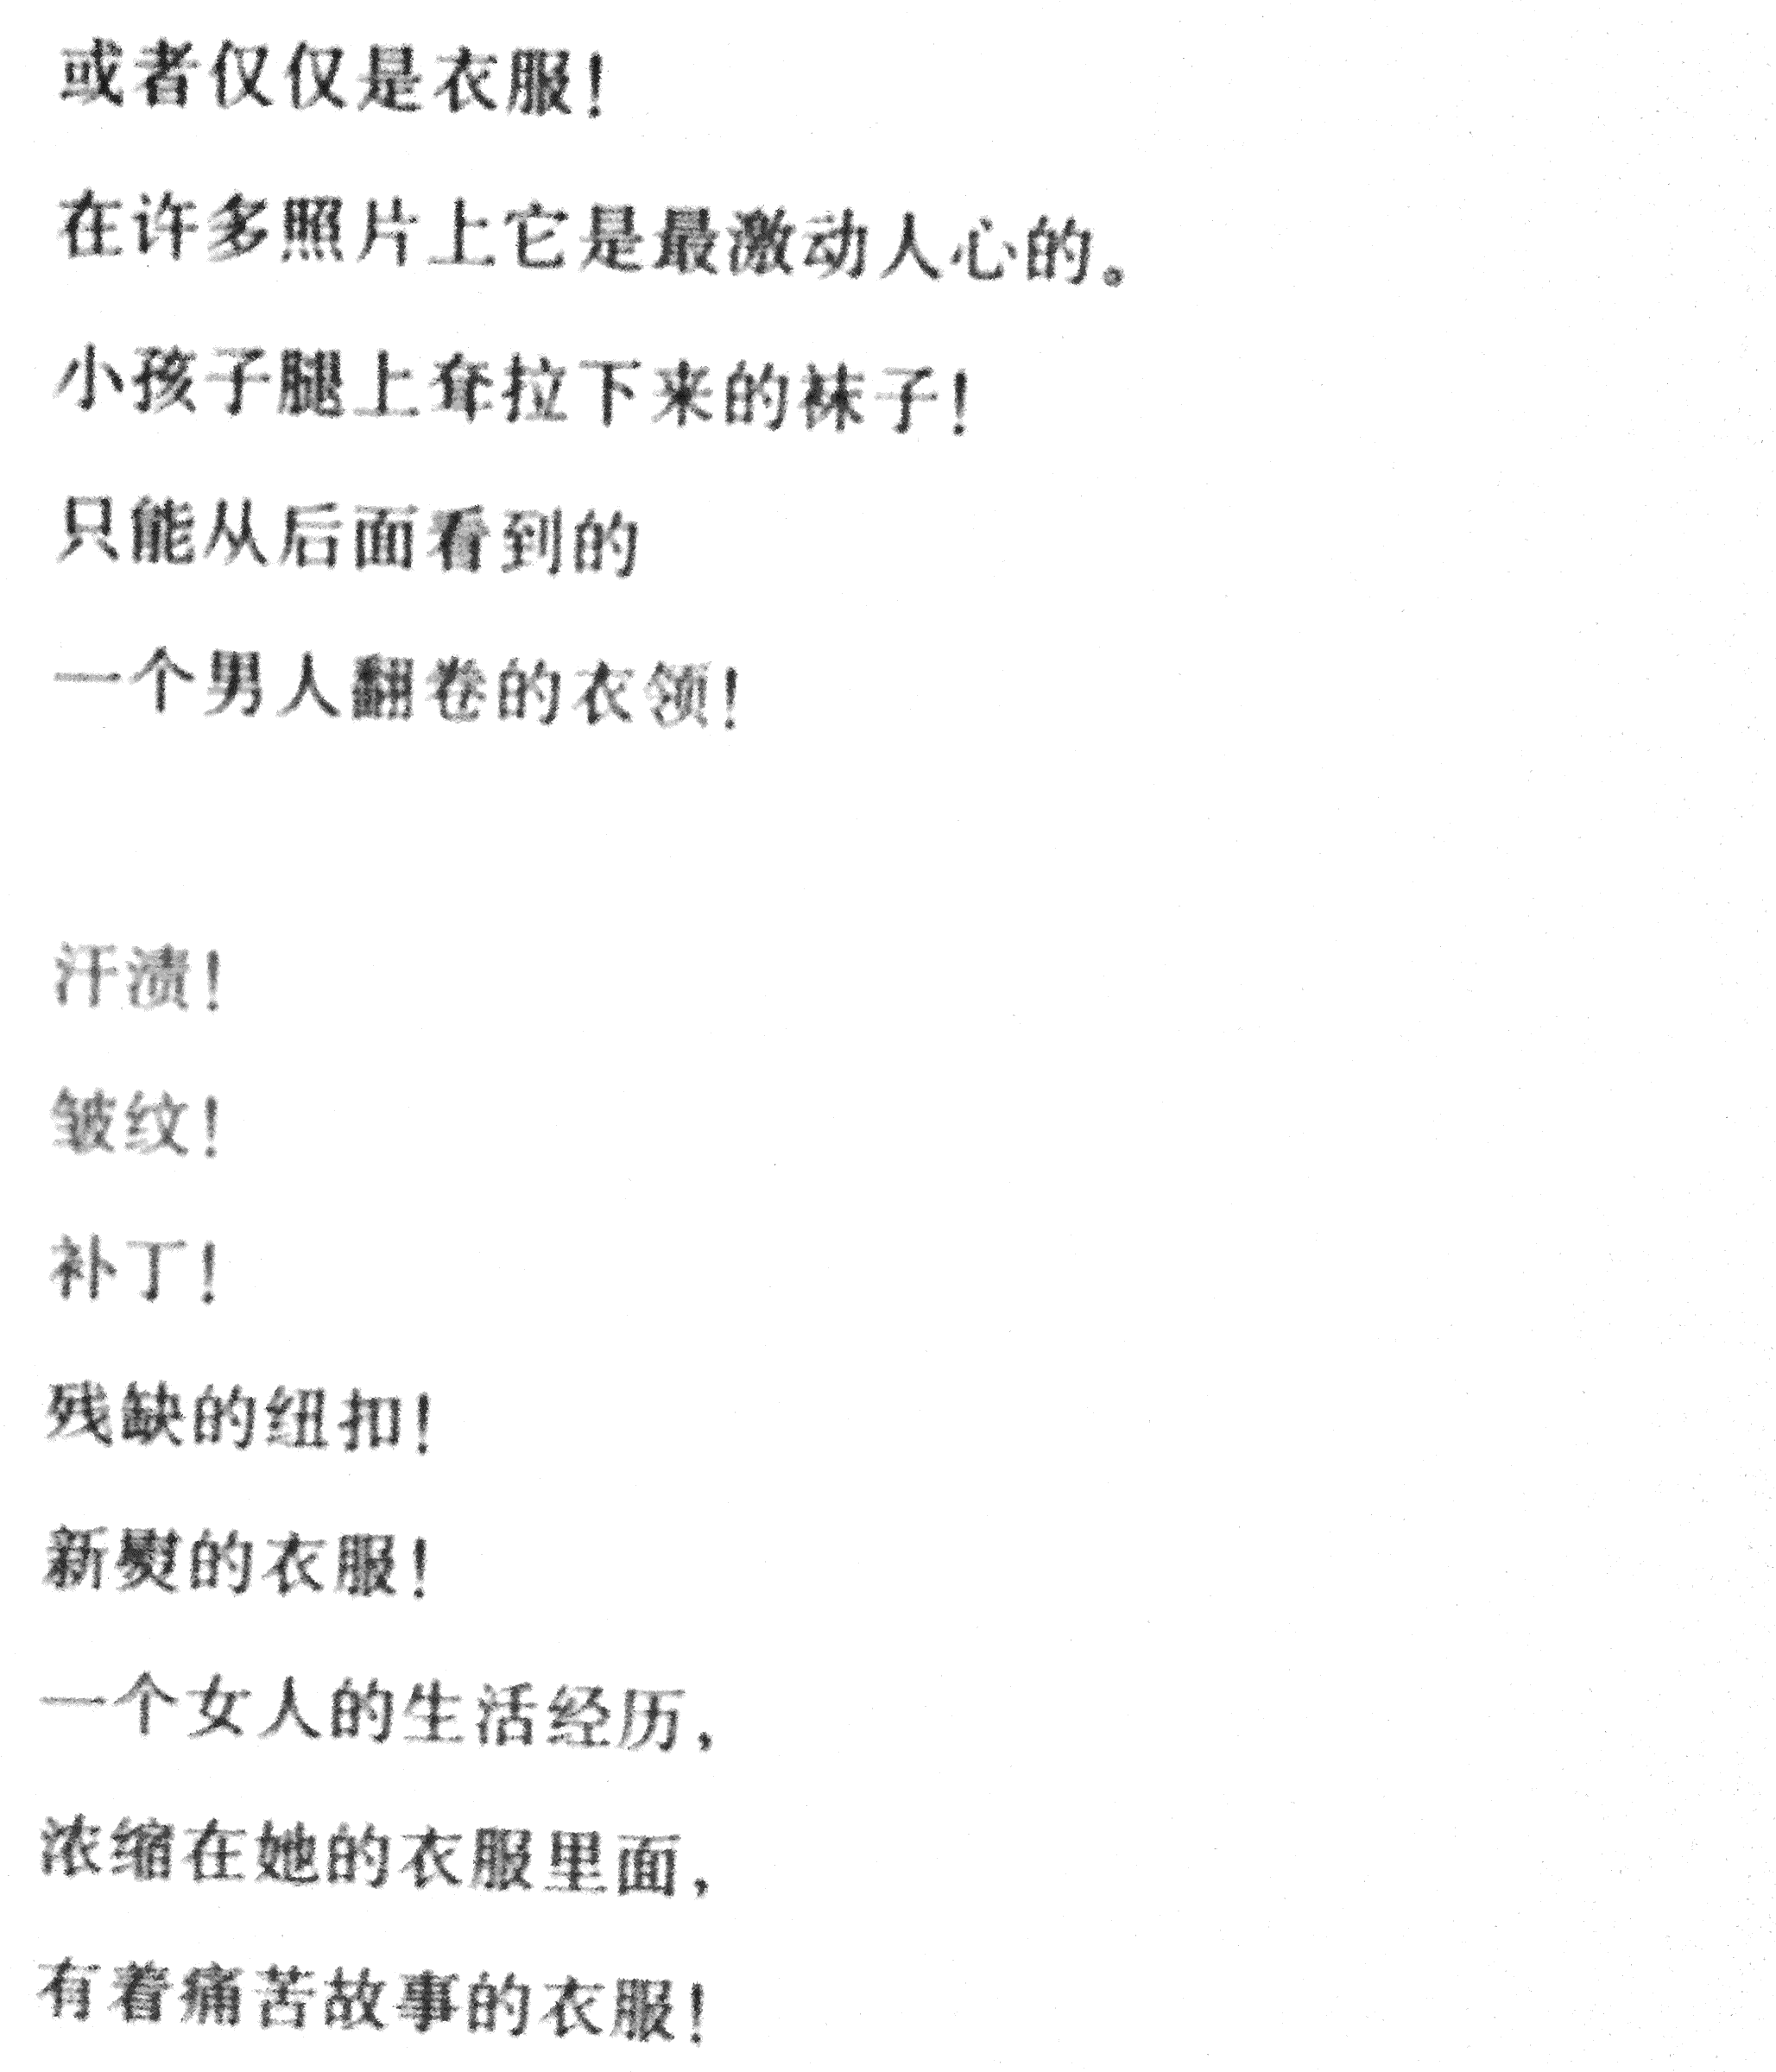 或者仅仅是衣服！
在许多照片上它是最激动人心的。
小孩子腿上耷拉下来的袜子！
只能从后面看到的
一个男人翻卷的衣领！
汗渍！
皱纹！
补丁！
残缺的纽扣！
新熨的衣服！
一个女人的生活经历，
浓缩在她的衣服里面，
有着痛苦故事的衣服！